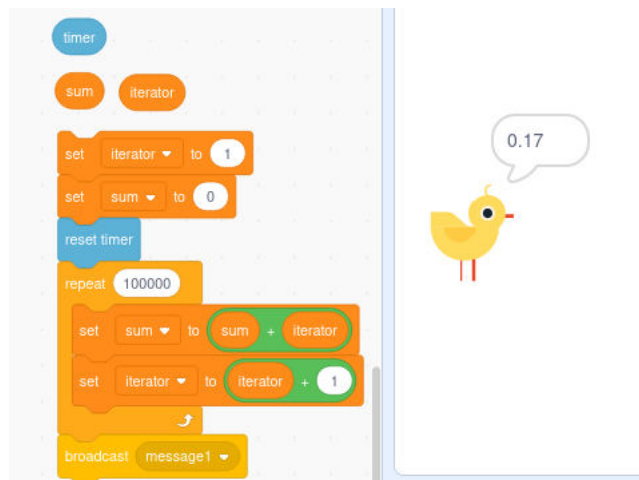 timer
sum iterator
set iterator to 1
set sum to 0
reset timer
repeat 100000
set sum to sum + iterator
set iterator to iterator + 1
broadcast message1
0.17